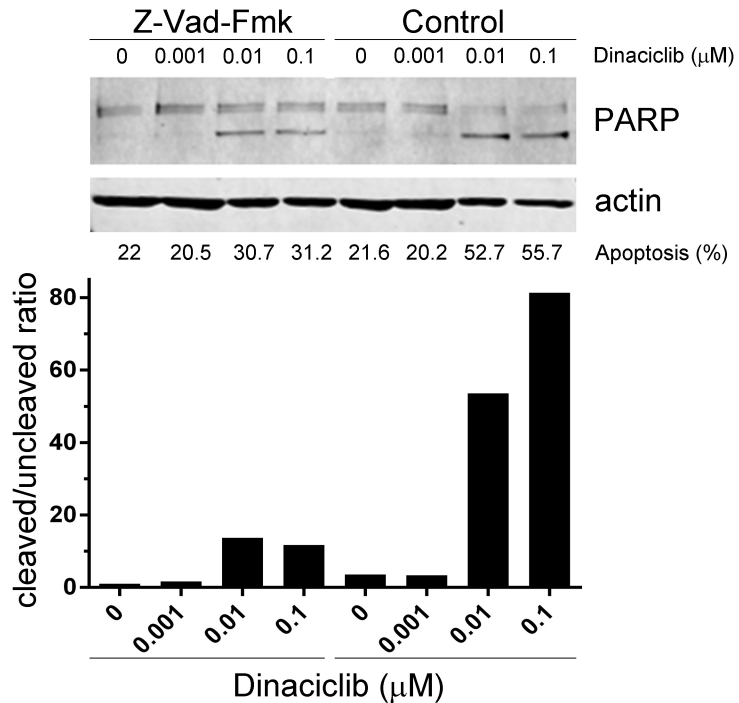 Z-Vad-Fmk Control
0 0.001 0.01 0.1 0 0.001 0.01 0.1 Dinaciclib (μM)
PARP
actin
22 20.5 30.7 31.2 21.6 20.2 52.7 55.7 Apoptosis (%)
80
60
40
20
0
cleaved/uncleaved ratio
0 0.001 0.01 0.1 0 0.001 0.01 0.1
Dinaciclib (μM)